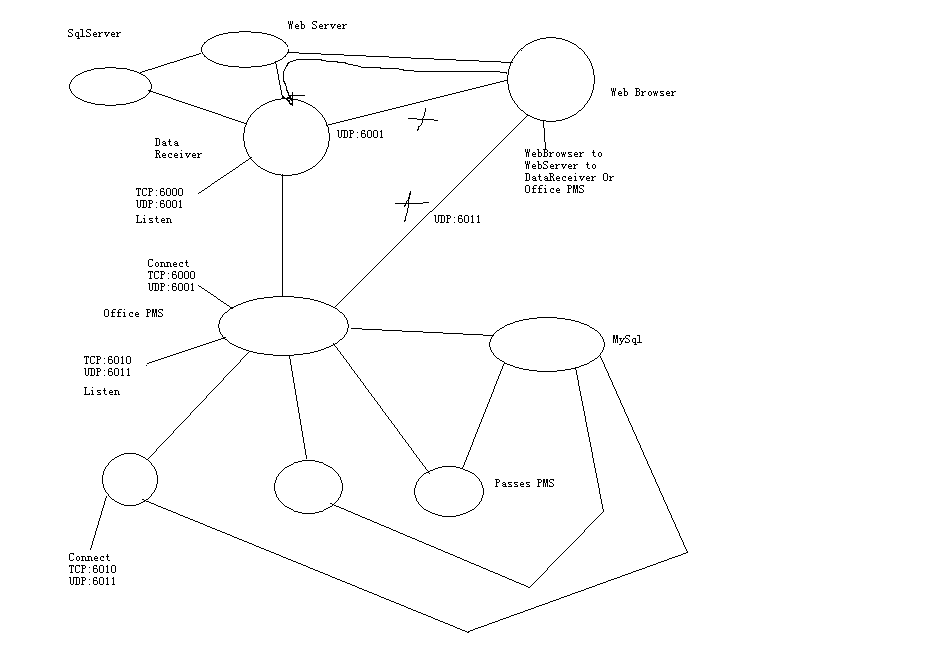 Web Server
SqlServer
Web Browser
UDP:6001
Data
Receiver
WebBrowser to
WebServer to
DataReceiver Or
Office PMS
TCP:6000
UDP:6001
Listen
UDP:6011
Connect
TCP:6000
UDP:6001
Office PMS
MySql
TCP:6010
UDP:6011
Listen
Passes PMS
Connect
TCP:6010
UDP:6011